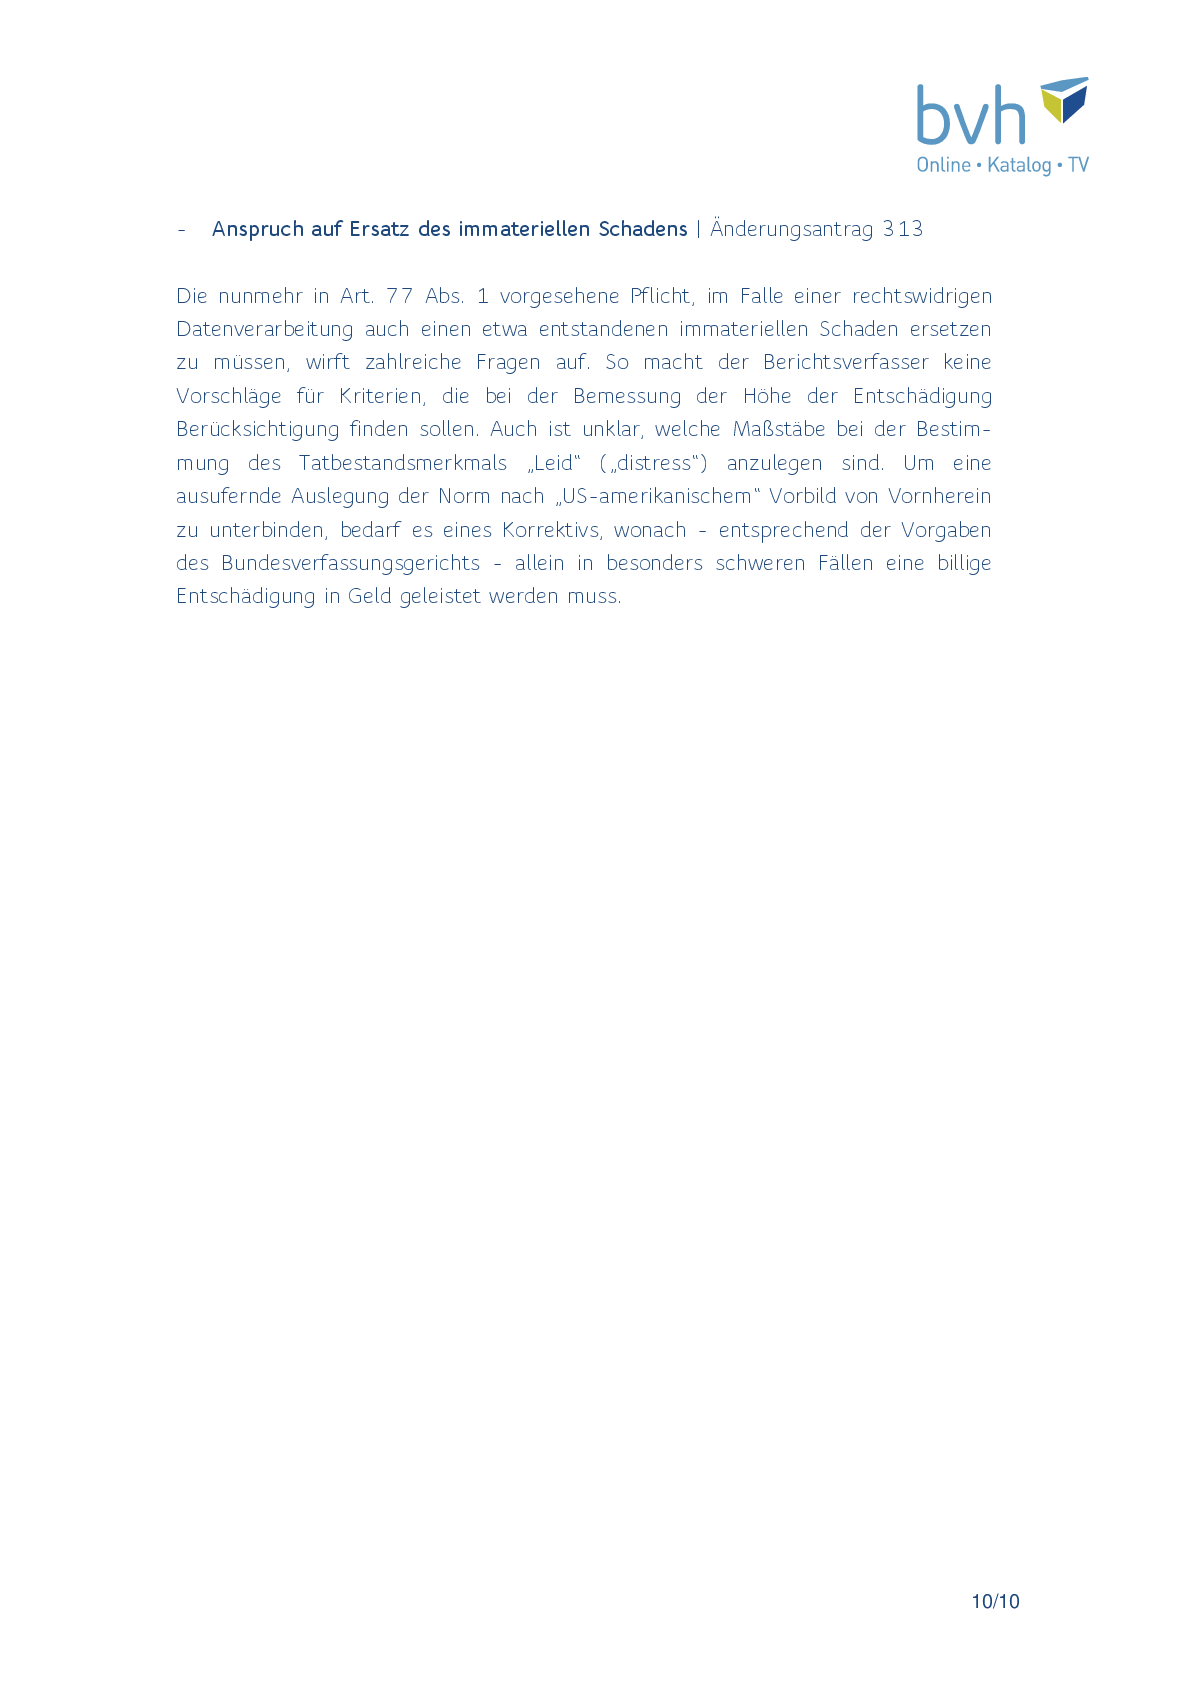 bvh
Online • Katalog • TV
- Anspruch auf Ersatz des immateriellen Schadens | Änderungsantrag 313
Die nunmehr in Art. 77 Abs. 1 vorgesehene Pflicht, im Falle einer rechtswidrigen
Datenverarbeitung auch einen etwa entstandenen immateriellen Schaden ersetzen
zu müssen, wirft zahlreiche Fragen auf. So macht der Berichtsverfasser keine
Vorschläge für Kriterien, die bei der Bemessung der Höhe der Entschädigung
Berücksichtigung finden sollen. Auch ist unklar, welche Maßstäbe bei der Bestim-
mung des Tatbestandsmerkmals „Leid“ („distress“) anzulegen sind. Um eine
ausufernde Auslegung der Norm nach „US-amerikanischem“ Vorbild von Vornherein
zu unterbinden, bedarf es eines Korrektivs, wonach - entsprechend der Vorgaben
des Bundesverfassungsgerichts - allein in besonders schweren Fällen eine billige
Entschädigung in Geld geleistet werden muss.
10/10